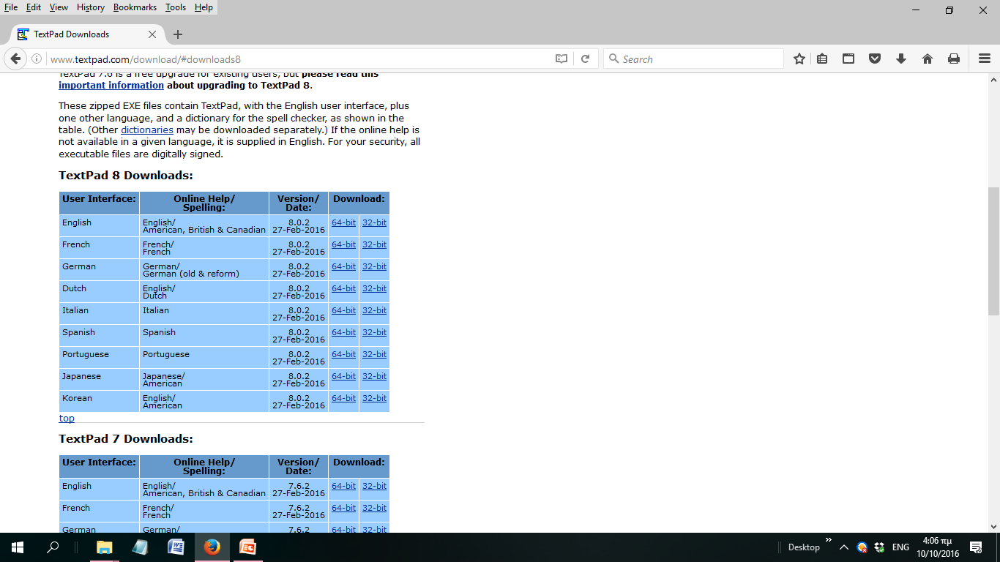 File Edit View History Bookmarks Tools Help
TextPad Downloads
www.textpad.com/download/#downloads8
Search
TextPad 7.6 is a free upgrade for existing users, but please read this
important information about upgrading to TextPad 8.
These zipped EXE files contain TextPad, with the English user interface, plus
one other language, and a dictionary for the spell checker, as shown in the
table. (Other dictionaries may be downloaded separately.) If the online help is
not available in a given language, it is supplied in English. For your security, all
executable files are digitally signed.
TextPad 8 Downloads:
User Interface: Online Help/ Version/ Download:
Spelling: Date:
English English/ 8.0.2 64-bit 32-bit
American, British & Canadian 27-Feb-2016
French French/ 8.0.2 64-bit 32-bit
French 27-Feb-2016
German German/ 8.0.2 64-bit 32-bit
German (old & reform) 27-Feb-2016
Dutch English/ 8.0.2 64-bit 32-bit
Dutch 27-Feb-2016
Italian Italian 8.0.2 64-bit 32-bit
27-Feb-2016
Spanish Spanish 8.0.2 64-bit 32-bit
27-Feb-2016
Portuguese Portuguese 8.0.2 64-bit 32-bit
27-Feb-2016
Japanese Japanese/ 8.0.2 64-bit 32-bit
American 27-Feb-2016
Korean English/ 8.0.2 64-bit 32-bit
American 27-Feb-2016
top
TextPad 7 Downloads:
User Interface: Online Help/ Version/ Download:
Spelling: Date:
English English/ 7.6.2 64-bit 32-bit
American, British & Canadian 27-Feb-2016
French French/ 7.6.2 64-bit 32-bit
French 27-Feb-2016
German German/ 7.6.2 64-bit 32-bit
Desktop ENG 4:06 πμ
10/10/2016